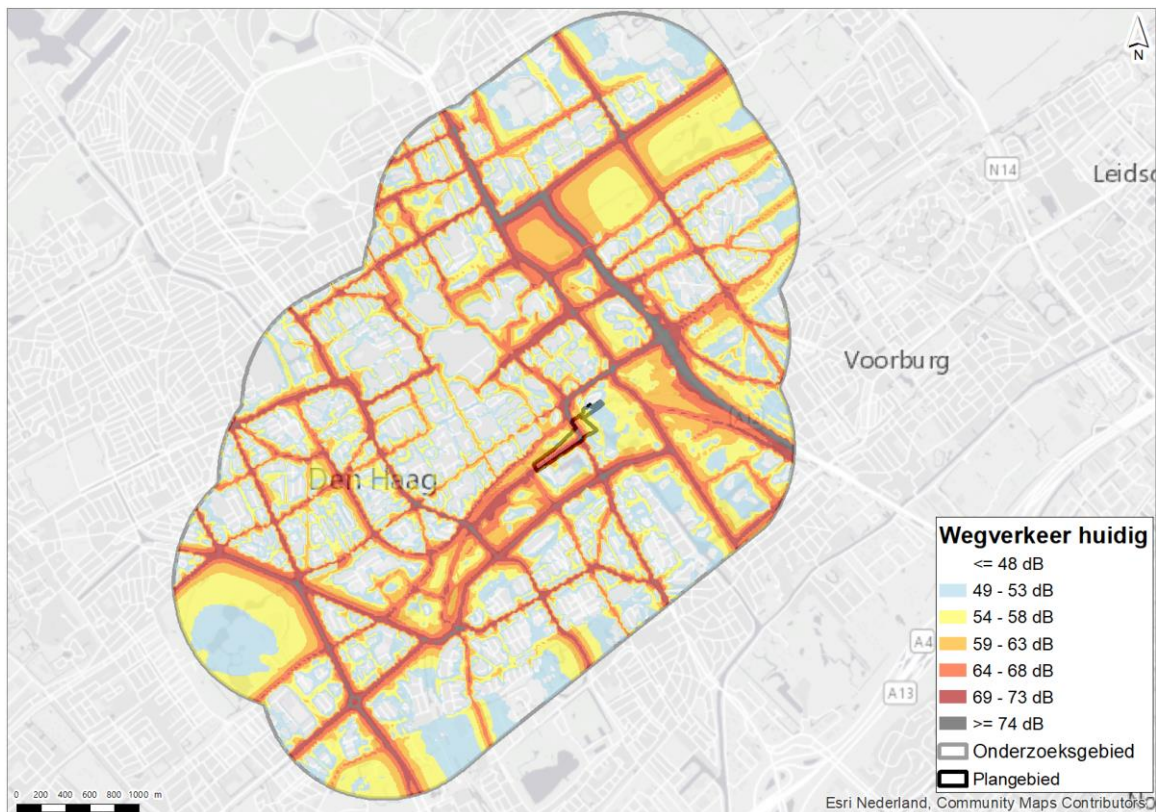 N
N14
Leidsc
Voorburg
Den Haag
Wegverkeer huidig
<= 48 dB
49 - 53 dB
54 - 58 dB
59 - 63 dB
64 - 68 dB
69 - 73 dB
>= 74 dB
Onderzoeksgebied
Plangebied
A4
A13
0 200 400 600 800 1000 m
Esri Nederland, Community Maps Contributors